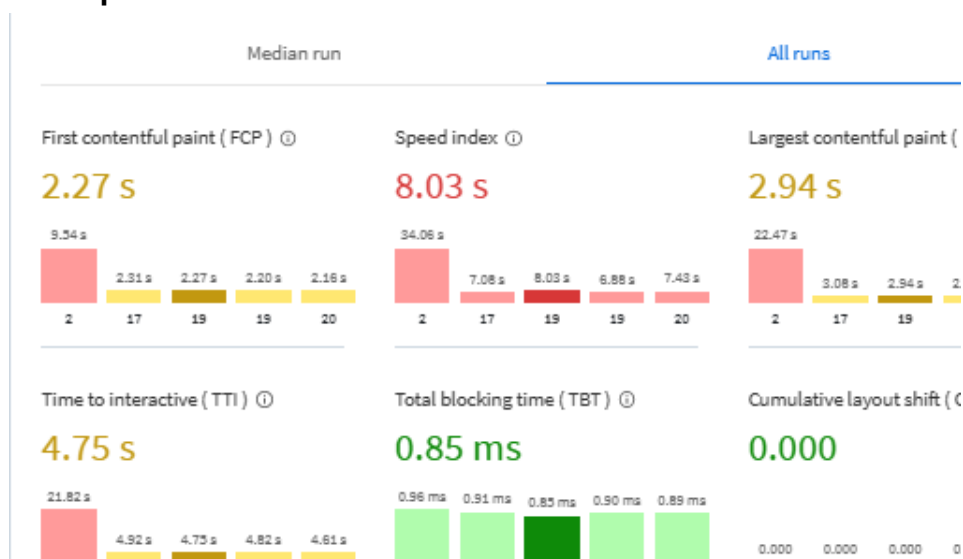 Median run All runs
First contentful paint ( FCP ) Speed index Largest contentful paint (
2.27 s 8.03 s 2.94 s
9.54 s 34.06 s 22.47 s
2.31 s 2.27 s 2.20 s 2.16 s 7.08 s 8.03 s 6.88 s 7.43 s 3.08 s 2.94 s
2 17 19 19 20 2 17 19 19 20 2 17 19
Time to interactive ( TTI ) Total blocking time ( TBT ) Cumulative layout shift (
4.75 s 0.85 ms 0.000
21.82 s 0.96 ms 0.91 ms 0.85 ms 0.90 ms 0.89 ms
4.92 s 4.75 s 4.82 s 4.61 s 0.000 0.000 0.000